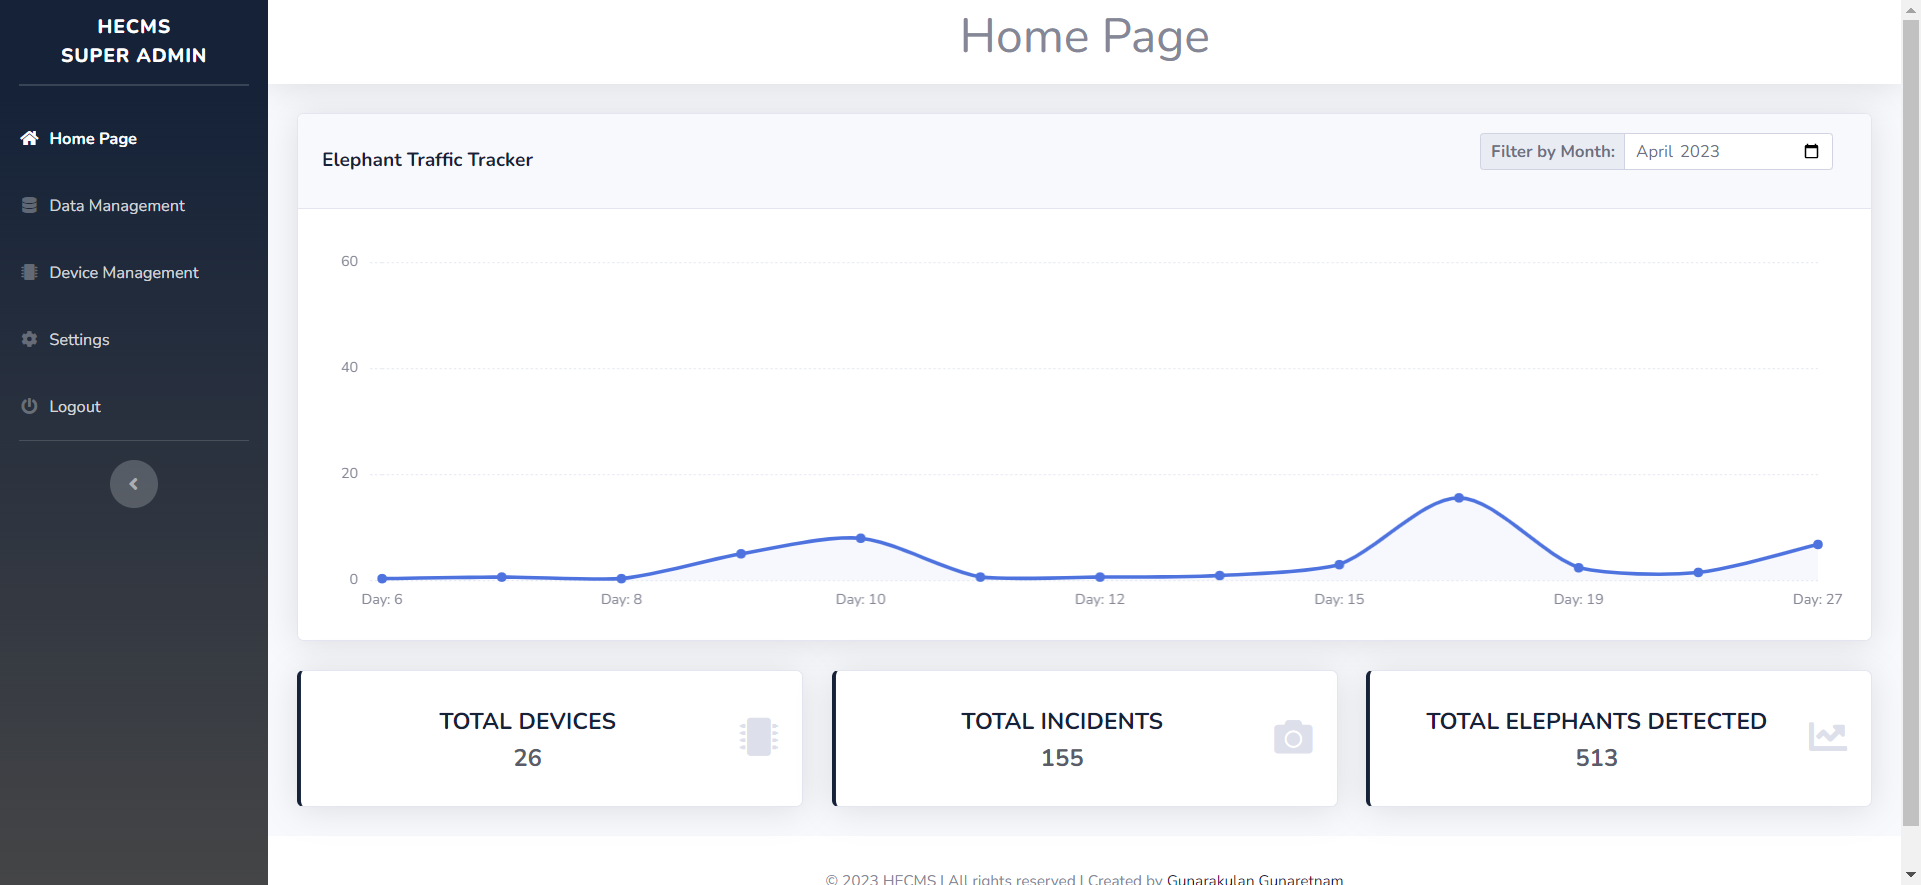 HECMS
SUPER ADMIN
Home Page
Data Management
Device Management
Settings
Logout
Home Page
Elephant Traffic Tracker
Filter by Month: April 2023
60
40
20
0
Day: 6 Day: 8 Day: 10 Day: 12 Day: 15 Day: 19 Day: 27
TOTAL DEVICES
26
TOTAL INCIDENTS
155
TOTAL ELEPHANTS DETECTED
513
© 2023 HECMS | All rights reserved | Created by Gunarakulan Gunaretnam